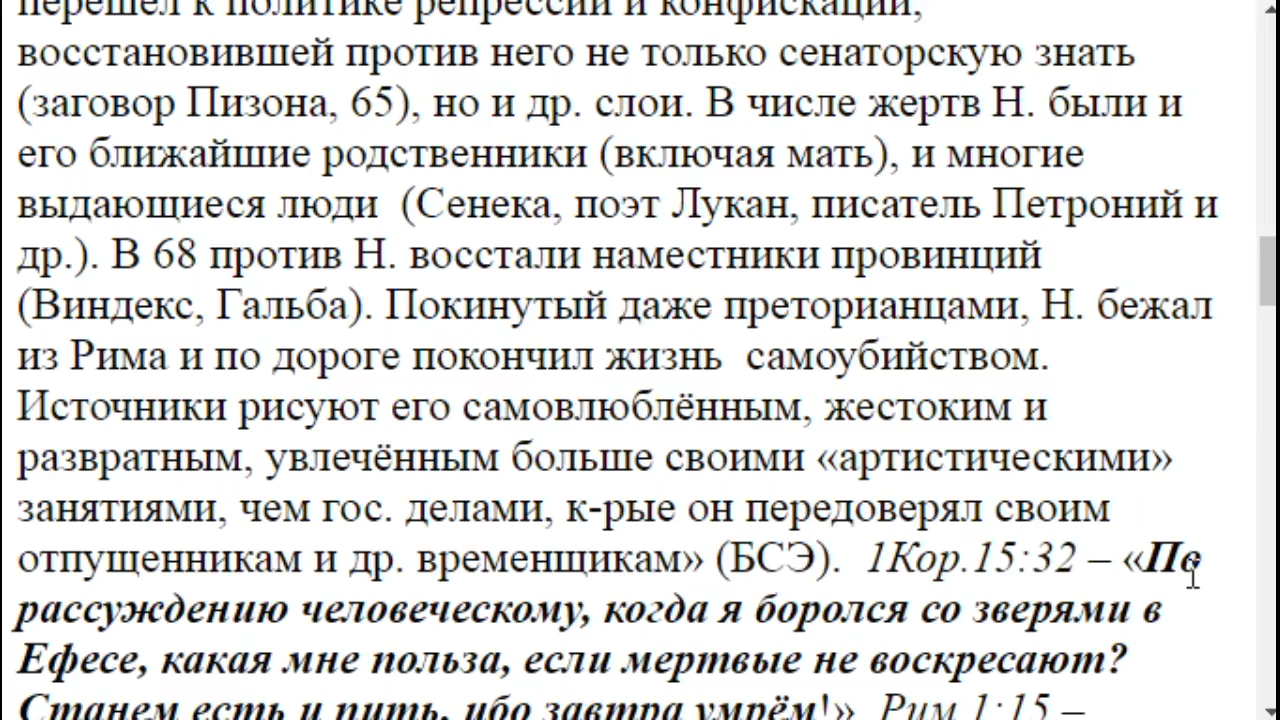 перешёл к политике репрессий и конфискаций,
восстановившей против него не только сенаторскую знать
(заговор Пизона, 65), но и др. слои. В числе жертв Н. были и
его ближайшие родственники (включая мать), и многие
выдающиеся люди  (Сенека, поэт Лукан, писатель Петроний и
др.). В 68 против Н. восстали наместники провинций
(Виндекс, Гальба). Покинутый даже преторианцами, Н. бежал
из Рима и по дороге покончил жизнь  самоубийством.
Источники рисуют его самовлюблённым, жестоким и
развратным, увлечённым больше своими «артистическими»
занятиями, чем гос. делами, к-рые он передоверял своим
отпущенникам и др. временщикам» (БСЭ).  1Кор.15:32 – «По
рассуждению человеческому, когда я боролся со зверями в
Ефесе, какая мне польза, если мертвые не воскресают?
Станем есть и пить, ибо завтра умрём!»  Рим 1:15 –